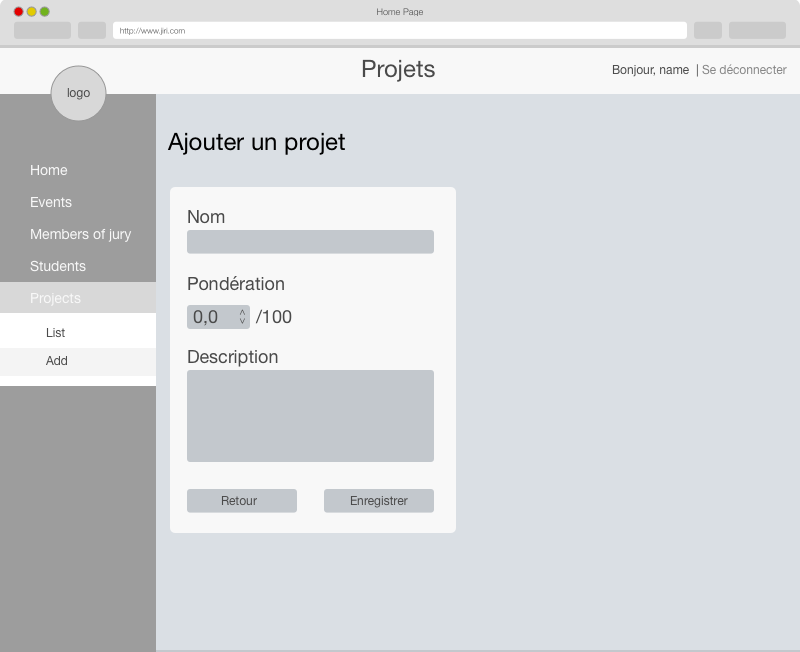 Home Page
http://www.jiri.com
logo
Projets
Bonjour, name | Se déconnecter
Home
Events
Members of jury
Students
Projects
List
Add
Ajouter un projet
Nom
Pondération
0,0 /100
Description
Retour
Enregistrer